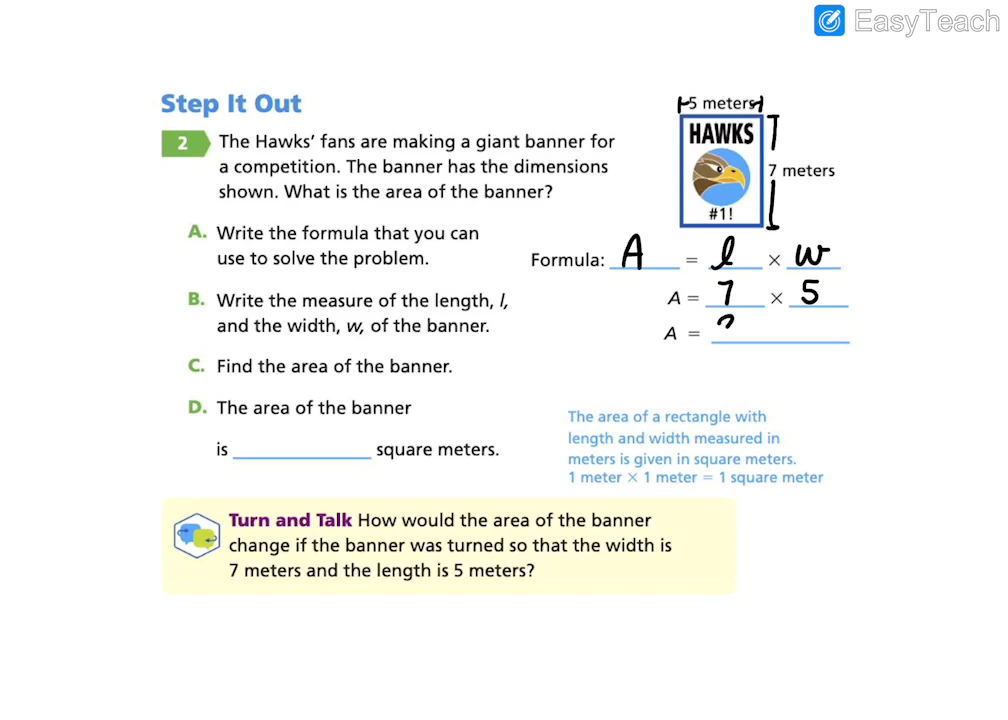 EasyTeach
Step It Out
5 meters
HAWKS
7 meters
#1!
2 The Hawks' fans are making a giant banner for
a competition. The banner has the dimensions
shown. What is the area of the banner?
A. Write the formula that you can
use to solve the problem.
Formula: A = l × w
B. Write the measure of the length, l,
and the width, w, of the banner.
A = 7 × 5
A =
C. Find the area of the banner.
D. The area of the banner
is ____________ square meters.
The area of a rectangle with
length and width measured in
meters is given in square meters.
1 meter × 1 meter = 1 square meter
Turn and Talk How would the area of the banner
change if the banner was turned so that the width is
7 meters and the length is 5 meters?